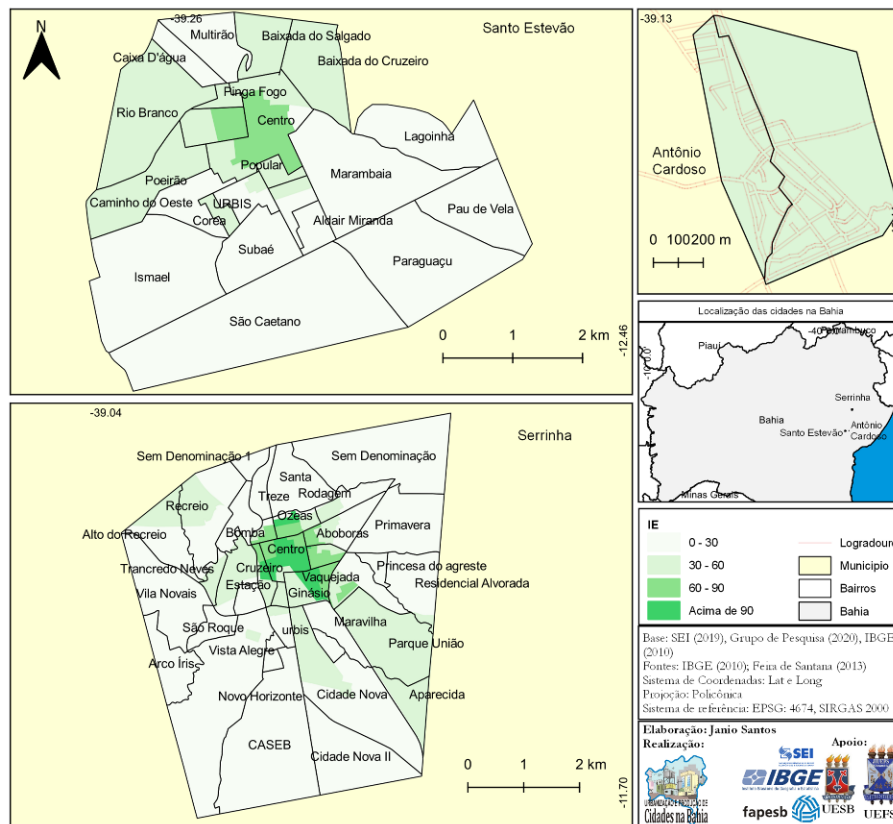 -39.26
N
Multirão
Baixada do Salgado
Santo Estevão
Caixa D'água
Baixada do Cruzeiro
Pinga Fogo
Rio Branco
Centro
Lagoinha
Popular
Marambaia
Poeirão
Caminho do Oeste
URBIS
Corea
Aldair Miranda
Pau de Vela
Subaé
Ismael
Paraguaçu
São Caetano
0 1 2 km
-12.46
-39.13
Antônio
Cardoso
0 100200 m
Localização das cidades na Bahia
Piauí
Serrinha
Bahia
Santo Estevão
Antônio
Cardoso
Minas Gerais
-39.04
Serrinha
Sem Denominação 1
Sem Denominação
Santa
Treze
Rodagem
Recreio
Ozeas
Alto do Recreio
Bomba
Aboboras
Primavera
Centro
Trancredo Neves
Cruzeiro
Princesa do agreste
Vaquejada
Estação
Residencial Alvorada
Vila Novais
Ginásio
Maravilha
São Roque
urbis
Parque União
Vista Alegre
Arco Íris
Novo Horizonte
Cidade Nova
Aparecida
CASEB
Cidade Nova II
0 1 2 km
-11.70
IE
0 - 30
30 - 60
60 - 90
Acima de 90
Logradouro
Municipio
Bairros
Bahia
Base: SEI (2019), Grupo de Pesquisa (2020), IBGE
(2010)
Fontes: IBGE (2010); Feira de Santana (2013)
Sistema de Coordenadas: Lat e Long
Projoção: Policônica
Sistema de referência: EPSG: 4674, SIRGAS 2000
Elaboração: Janio Santos
Realização:
Apoio:
SEI
IBGE
URBANIZAÇÃO E PRODUÇÃO DE
Cidades na Bahia
fapesb
UESB
UEFS